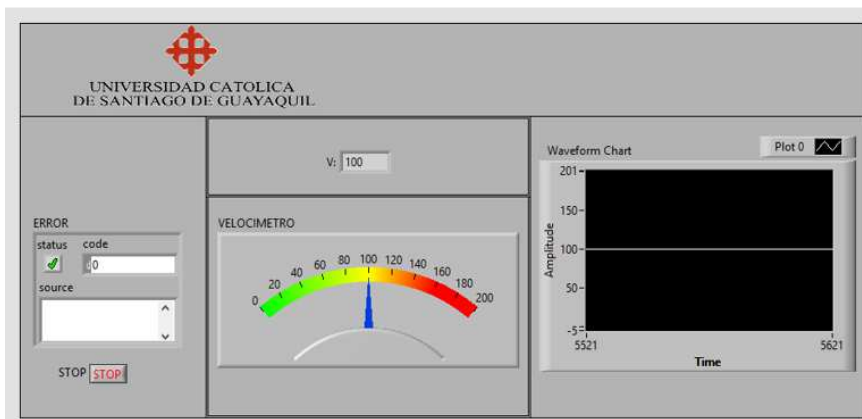 UNIVERSIDAD CATOLICA
DE SANTIAGO DE GUAYAQUIL
V: 100
ERROR
status code
0
source
STOP STOP
VELOCIMETRO
0 20 40 60 80 100 120 140 160 180 200
Waveform Chart
Plot 0
201
150
100
50
-5
Amplitude
5521 5621
Time